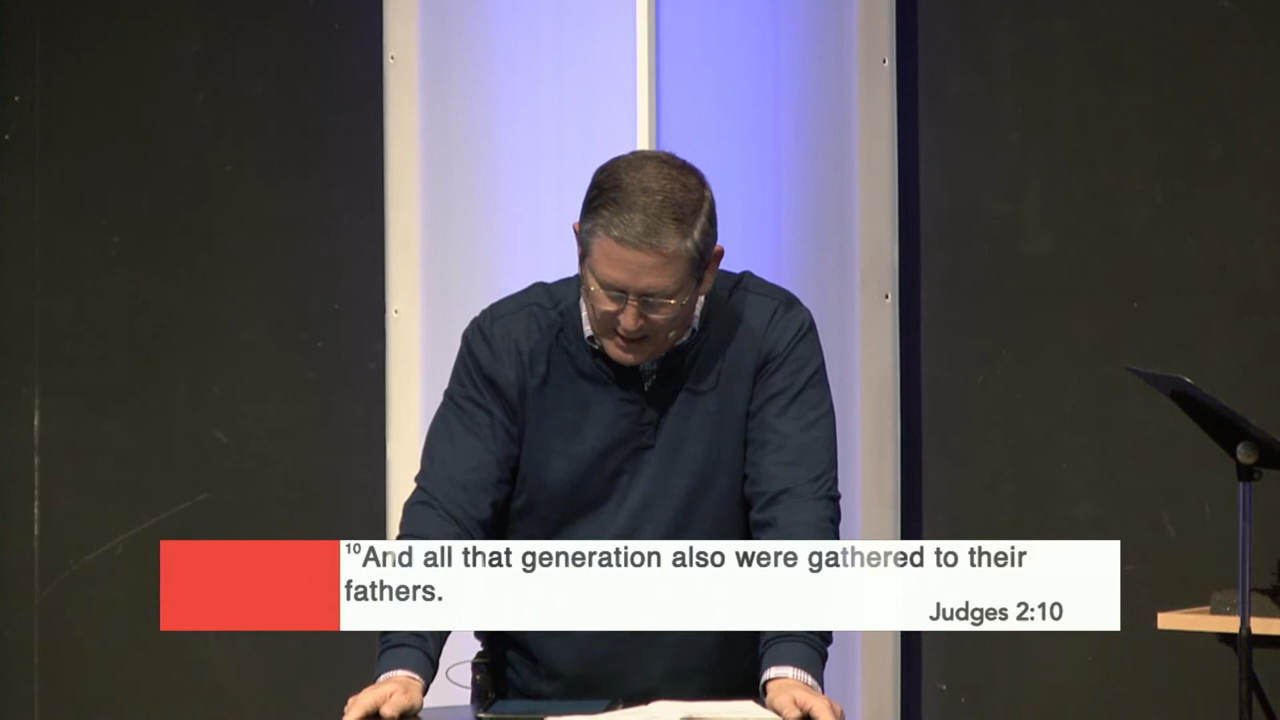 ¹⁰And all that generation also were gathered to their
fathers.
Judges 2:10